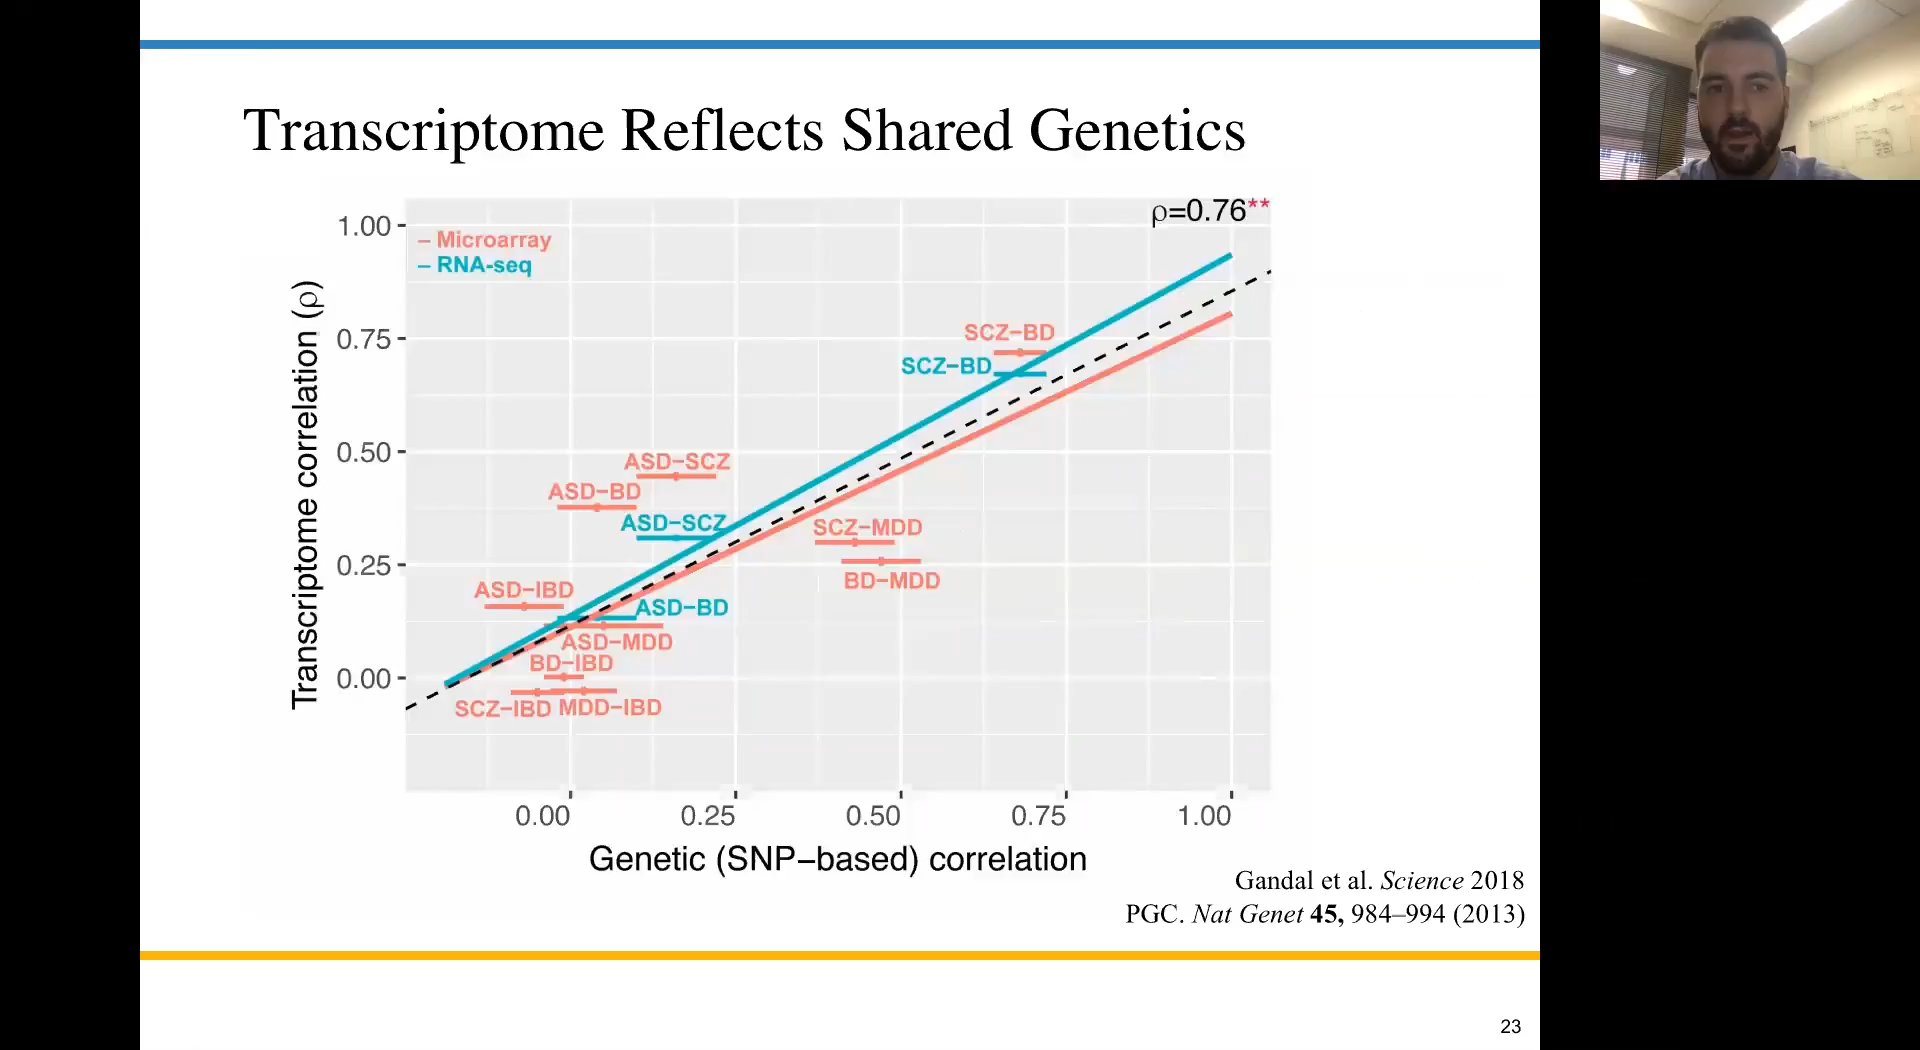 Transcriptome Reflects Shared Genetics
ρ=0.76**
– Microarray
– RNA-seq
Transcriptome correlation (ρ)
1.00
0.75
0.50
0.25
0.00
SCZ−BD
SCZ−BD
ASD−SCZ
ASD−BD
ASD−SCZ
SCZ−MDD
BD−MDD
ASD−IBD
ASD−BD
ASD−MDD
BD−IBD
SCZ−IBD
MDD−IBD
0.00 0.25 0.50 0.75 1.00
Genetic (SNP−based) correlation
Gandal et al. Science 2018
PGC. Nat Genet 45, 984–994 (2013)
23